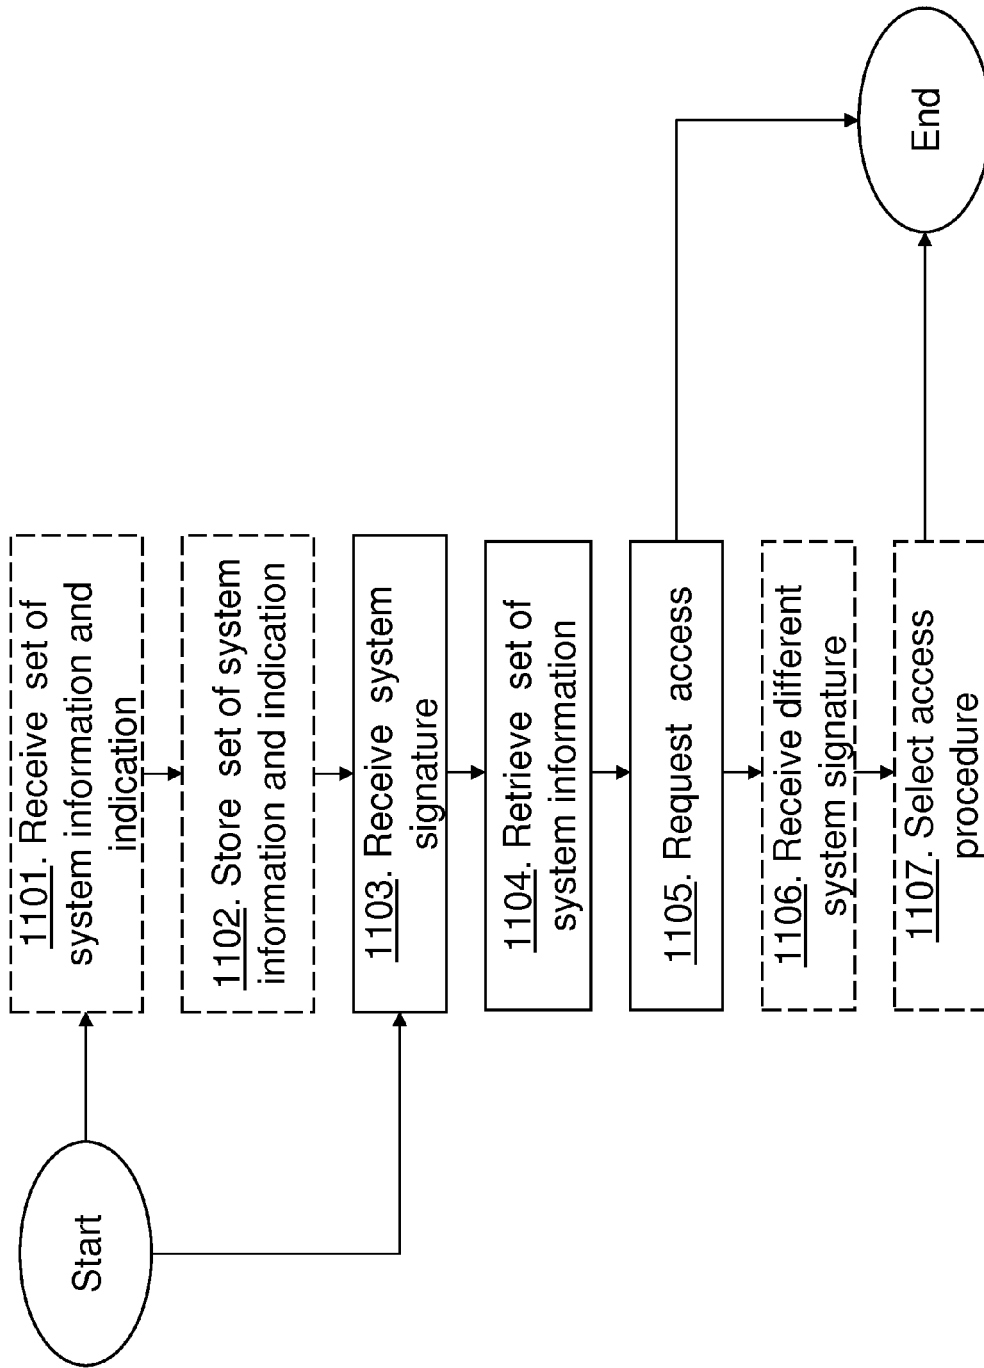 Start
1101. Receive set of
system information and
indication
1102. Store set of system
information and indication
1103. Receive system
signature
1104. Retrieve set of
system information
1105. Request access
1106. Receive different
system signature
1107. Select access
procedure
End